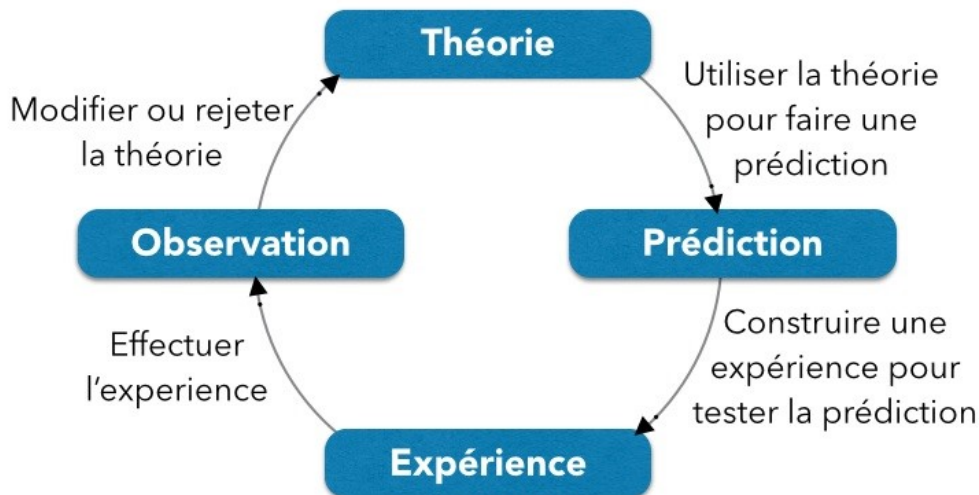 Théorie
Utiliser la théorie
pour faire une
prédiction
Prédiction
Construire une
expérience pour
tester la prédiction
Expérience
Effectuer
l’experience
Observation
Modifier ou rejeter
la théorie